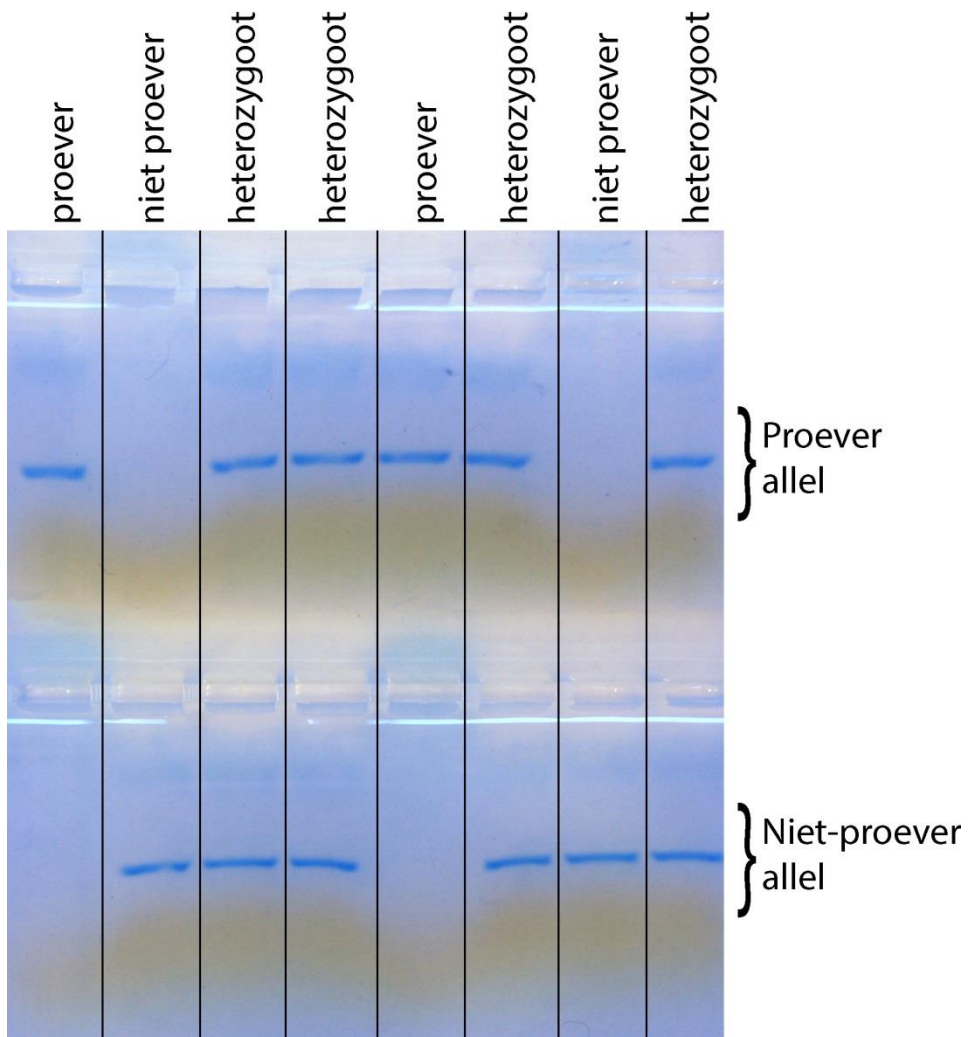 proever
niet proever
heterozygoot
heterozygoot
proever
heterozygoot
niet proever
heterozygoot
Proever
allel
Niet-proever
allel